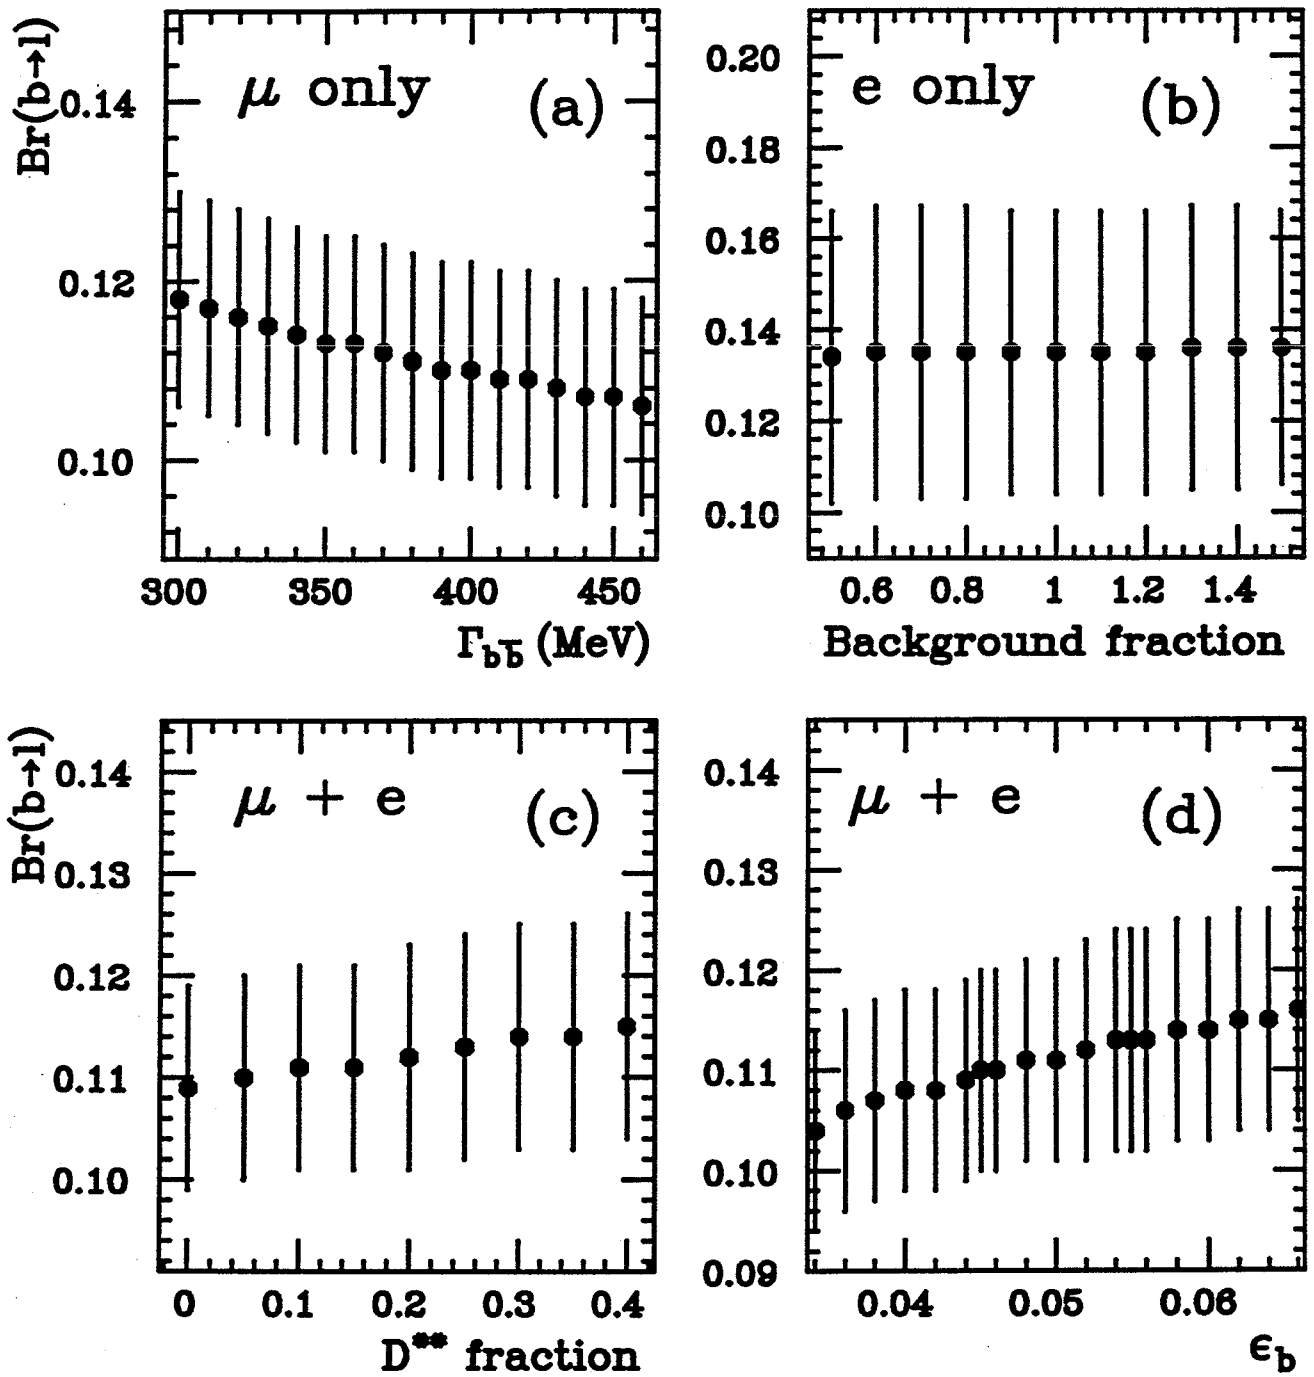 Br(b→l)
μ only
(a)
0.14
0.12
0.10
300 350 400 450
Γbb̅ (MeV)
e only
(b)
0.20
0.18
0.16
0.14
0.12
0.10
0.6 0.8 1 1.2 1.4
Background fraction
Br(b→l)
μ + e
(c)
0.14
0.13
0.12
0.11
0.10
0 0.1 0.2 0.3 0.4
D** fraction
μ + e
(d)
0.14
0.13
0.12
0.11
0.10
0.09
0.04 0.05 0.06
ϵb